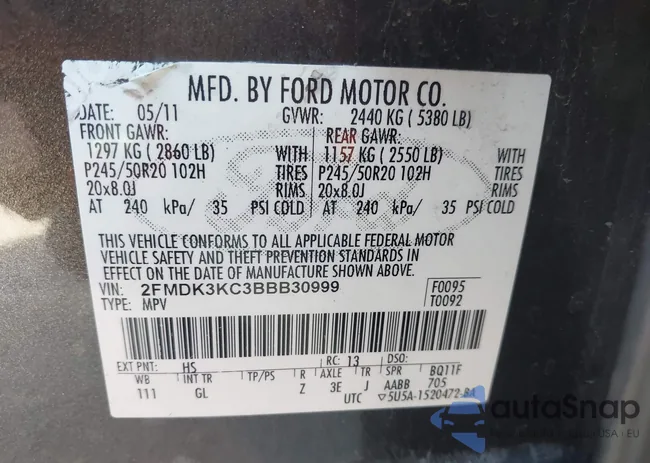 MFD. BY FORD MOTOR CO.
DATE: 05/11 GVWR: 2440 KG ( 5380 LB)
FRONT GAWR: REAR GAWR:
1297 KG ( 2860 LB) WITH 1157 KG ( 2550 LB) WITH
P245/50R20 102H TIRES P245/50R20 102H TIRES
20x8.0J RIMS 20x8.0J RIMS
AT 240 kPa/ 35 PSI COLD AT 240 kPa/ 35 PSI COLD
THIS VEHICLE CONFORMS TO ALL APPLICABLE FEDERAL MOTOR
VEHICLE SAFETY AND THEFT PREVENTION STANDARDS IN
EFFECT ON THE DATE OF MANUFACTURE SHOWN ABOVE.
VIN: 2FMDK3KC3BBB30999 F0095
TYPE: MPV T0092
EXT PNT: HS RC: 13 DSO:
WB INT TR TP/PS R AXLE TR SPR BQ11F
111 GL Z 3E J AABB 705
UTC ▽5U5A-1520472-BA
autoSnap